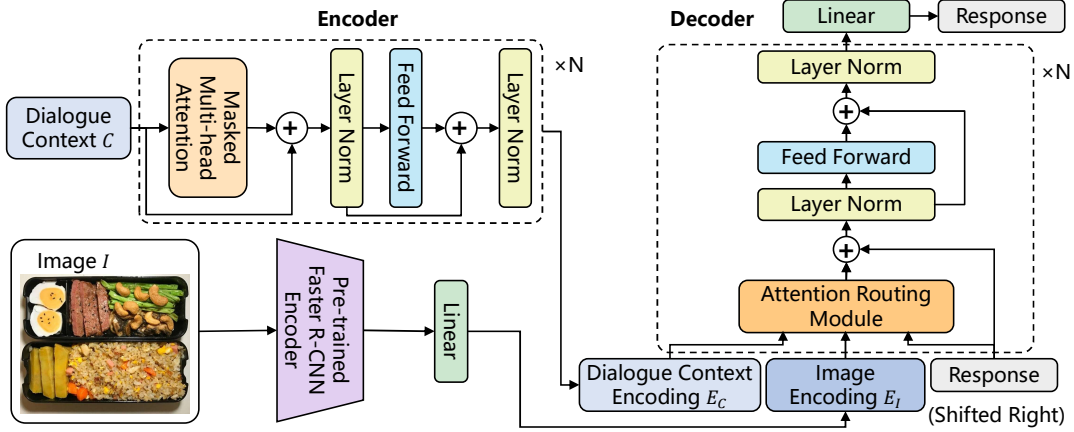 Encoder
Dialogue
Context C
Masked
Multi-head
Attention
+
Layer Norm
Feed Forward
+
Layer Norm
×N
Image I
Pre-trained
Faster R-CNN
Encoder
Linear
Decoder
Linear
Response
×N
Layer Norm
+
Feed Forward
Layer Norm
+
Attention Routing
Module
Dialogue Context
Encoding E_C
Image
Encoding E_I
Response
(Shifted Right)